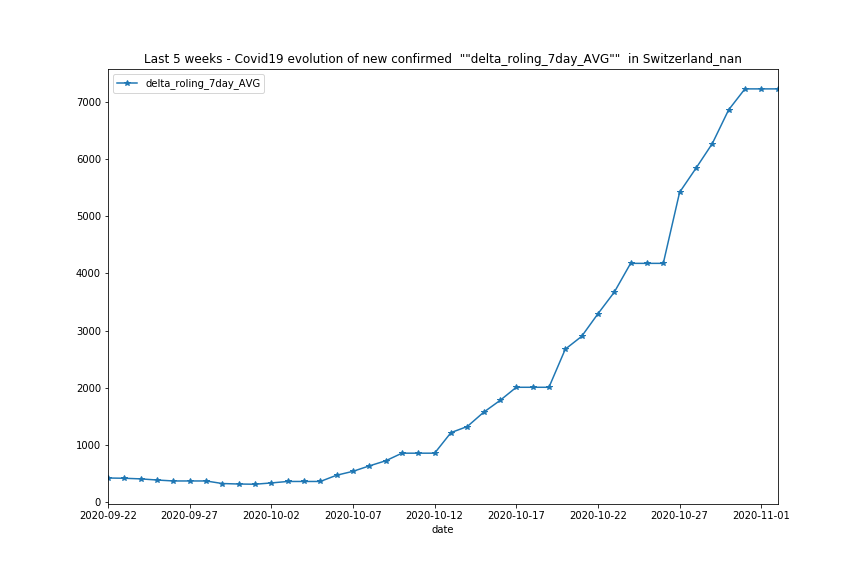 Last 5 weeks - Covid19 evolution of new confirmed  ""delta_roling_7day_AVG""  in Switzerland_nan
delta_roling_7day_AVG
7000
6000
5000
4000
3000
2000
1000
0
2020-09-22 2020-09-27 2020-10-02 2020-10-07 2020-10-12 2020-10-17 2020-10-22 2020-10-27 2020-11-01
date